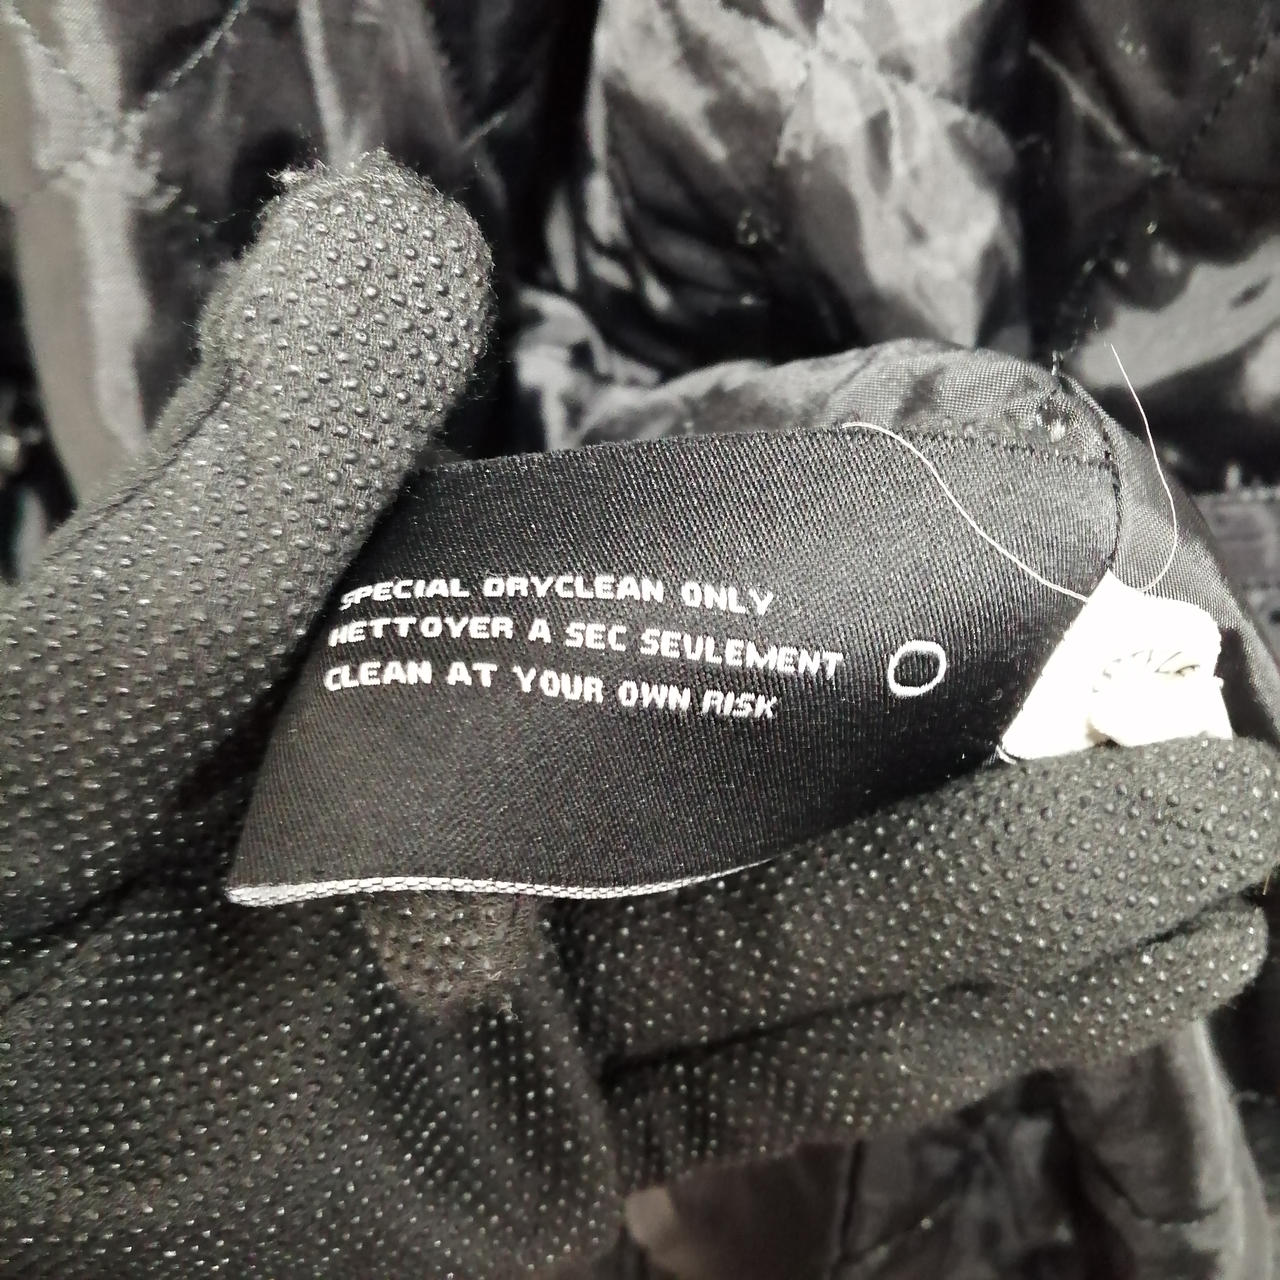 SPECIAL DRYCLEAN ONLY
NETTOYER A SEC SEULEMENT
CLEAN AT YOUR OWN RISK